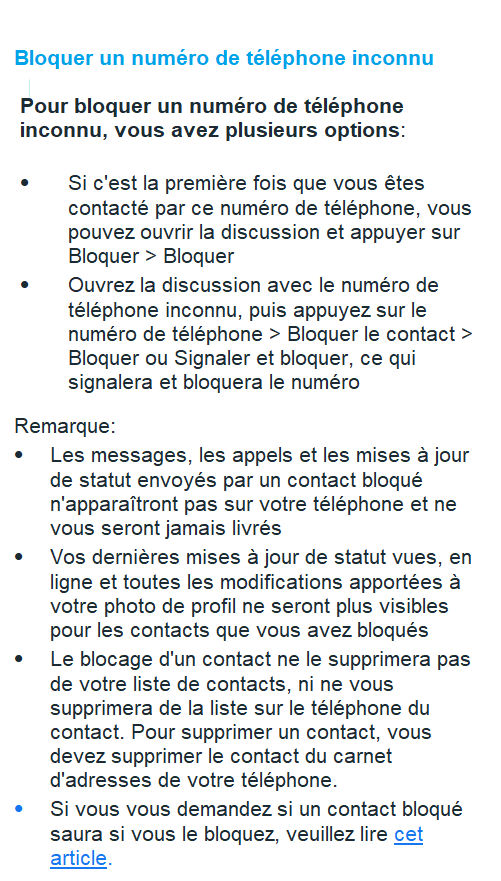 Bloquer un numéro de téléphone inconnu
Pour bloquer un numéro de téléphone
inconnu, vous avez plusieurs options:
• Si c'est la première fois que vous êtes
contacté par ce numéro de téléphone, vous
pouvez ouvrir la discussion et appuyer sur
Bloquer > Bloquer
• Ouvrez la discussion avec le numéro de
téléphone inconnu, puis appuyez sur le
numéro de téléphone > Bloquer le contact >
Bloquer ou Signaler et bloquer, ce qui
signalera et bloquera le numéro
Remarque:
• Les messages, les appels et les mises à jour
de statut envoyés par un contact bloqué
n'apparaîtront pas sur votre téléphone et ne
vous seront jamais livrés
• Vos dernières mises à jour de statut vues, en
ligne et toutes les modifications apportées à
votre photo de profil ne seront plus visibles
pour les contacts que vous avez bloqués
• Le blocage d'un contact ne le supprimera pas
de votre liste de contacts, ni ne vous
supprimera de la liste sur le téléphone du
contact. Pour supprimer un contact, vous
devez supprimer le contact du carnet
d'adresses de votre téléphone.
• Si vous vous demandez si un contact bloqué
saura si vous le bloquez, veuillez lire cet
article.